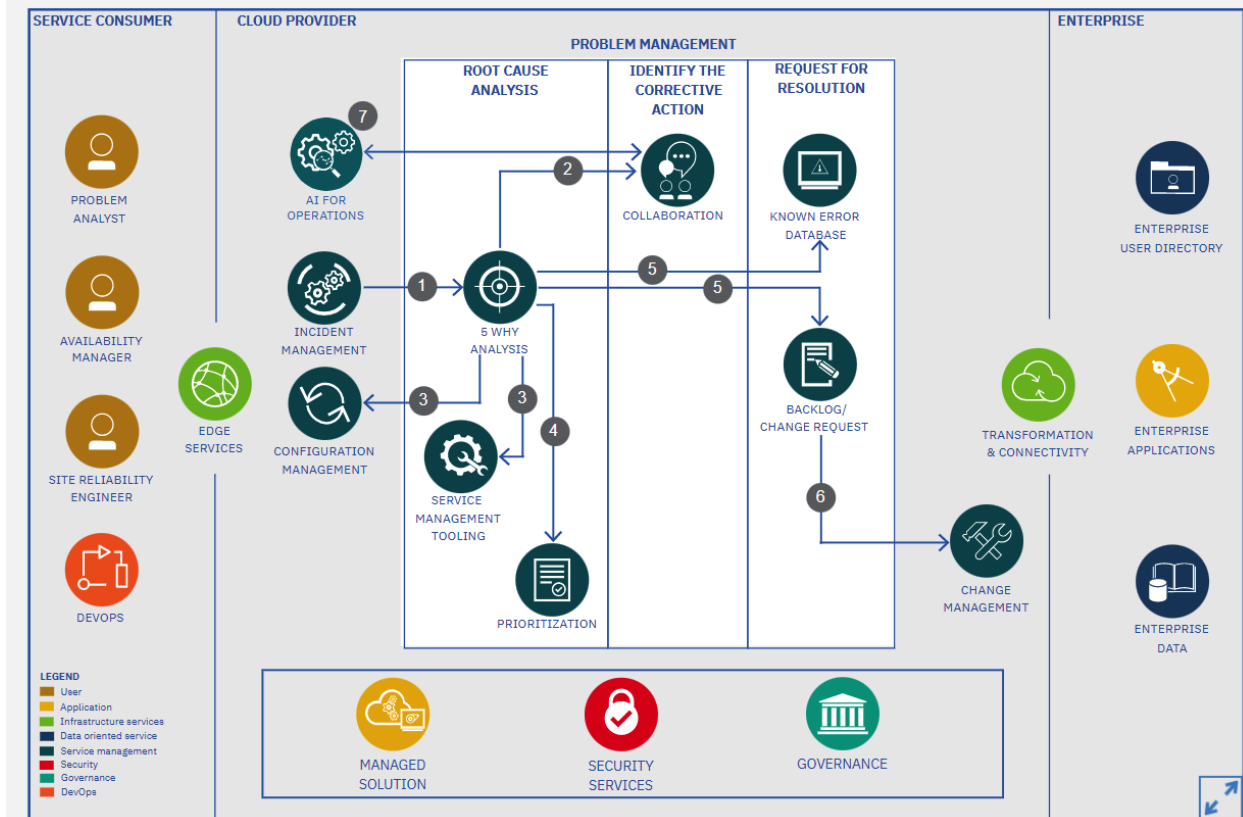 SERVICE CONSUMER
CLOUD PROVIDER
ENTERPRISE
PROBLEM MANAGEMENT
ROOT CAUSE
ANALYSIS
IDENTIFY THE
CORRECTIVE
ACTION
REQUEST FOR
RESOLUTION
PROBLEM
ANALYST
AVAILABILITY
MANAGER
SITE RELIABILITY
ENGINEER
DEVOPS
EDGE
SERVICES
7
AI FOR
OPERATIONS
INCIDENT
MANAGEMENT
CONFIGURATION
MANAGEMENT
1
2
3
3
4
5
5
6
5 WHY
ANALYSIS
SERVICE
MANAGEMENT
TOOLING
PRIORITIZATION
COLLABORATION
KNOWN ERROR
DATABASE
BACKLOG/
CHANGE REQUEST
CHANGE
MANAGEMENT
TRANSFORMATION
& CONNECTIVITY
ENTERPRISE
USER DIRECTORY
ENTERPRISE
APPLICATIONS
ENTERPRISE
DATA
LEGEND
User
Application
Infrastructure services
Data oriented service
Service management
Security
Governance
DevOps
MANAGED
SOLUTION
SECURITY
SERVICES
GOVERNANCE